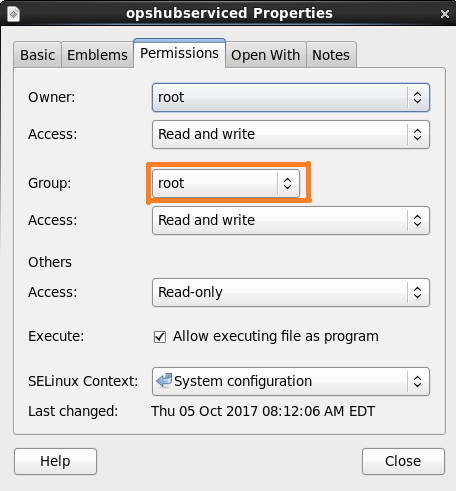 opshubserviced Properties
Basic Emblems Permissions Open With Notes
Owner: root
Access: Read and write
Group: root
Access: Read and write
Others
Access: Read-only
Execute: Allow executing file as program
SELinux Context: System configuration
Last changed: Thu 05 Oct 2017 08:12:06 AM EDT
Help Close